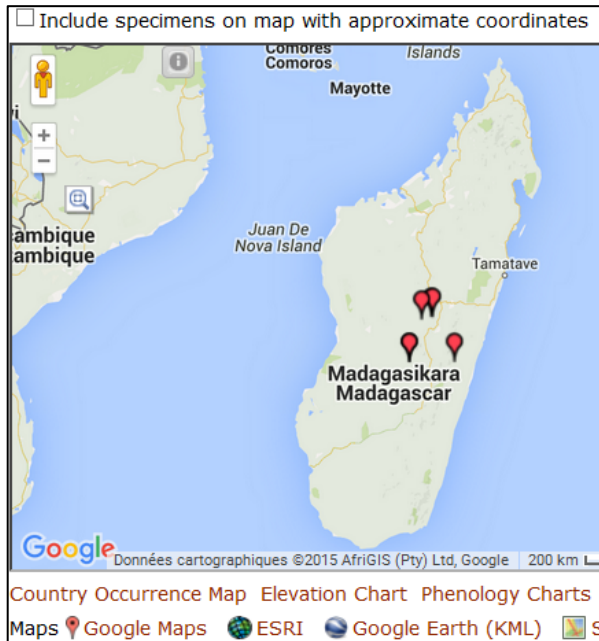 Include specimens on map with approximate coordinates
Comores
Comoros
Islands
Mayotte
Juan De
Nova Island
ambique
ambique
Tamatave
Madagasikara
Madagascar
Google
Données cartographiques ©2015 AfriGIS (Pty) Ltd, Google 200 km
Country Occurrence Map Elevation Chart Phenology Charts
Maps Google Maps ESRI Google Earth (KML) S